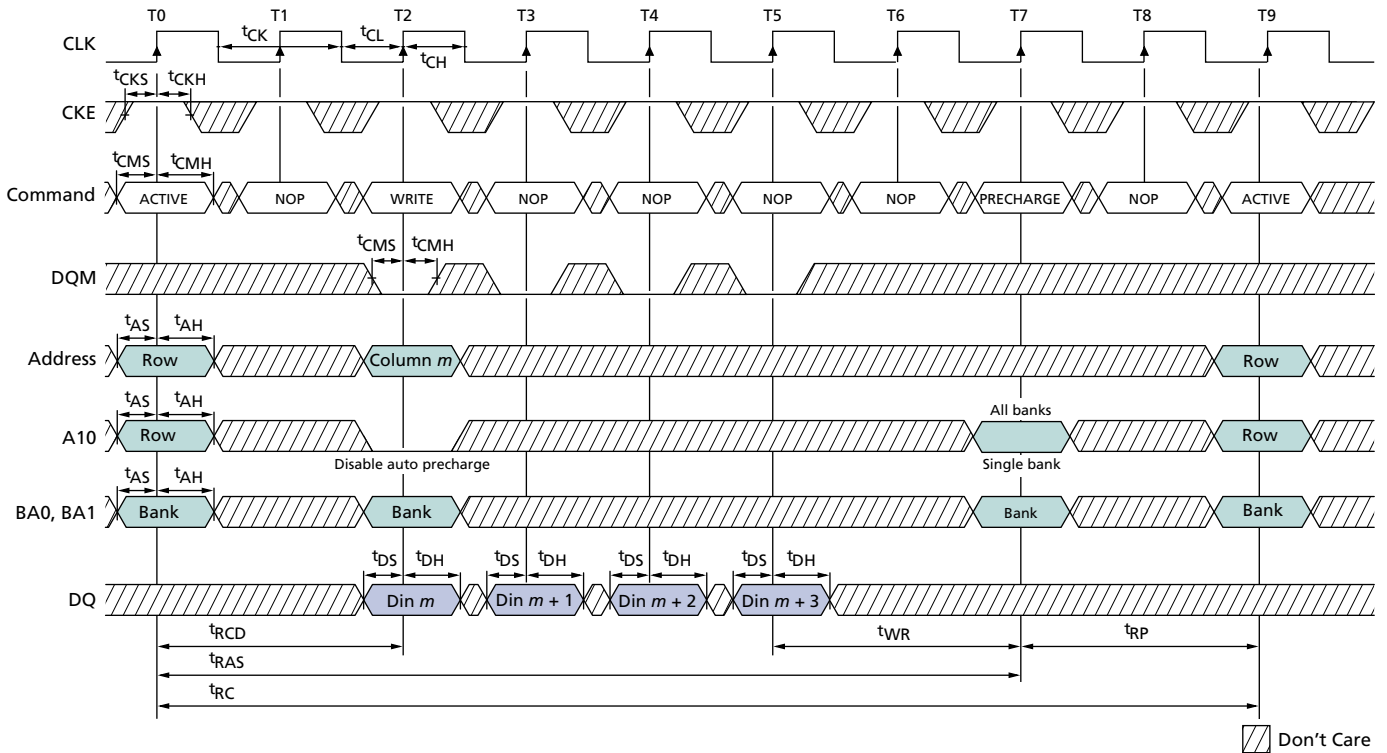 T0 T1 T2 T3 T4 T5 T6 T7 T8 T9
CLK
tCK tCL
tCH
tCKS tCKH
CKE
tCMS tCMH
Command ACTIVE NOP WRITE NOP NOP NOP NOP PRECHARGE NOP ACTIVE
tCMS tCMH
DQM
tAS tAH
Address Row Column m Row
tAS tAH
All banks
A10 Row Row
Disable auto precharge Single bank
tAS tAH
BA0, BA1 Bank Bank Bank Bank
tDS tDH tDS tDH tDS tDH tDS tDH
DQ Din m Din m + 1 Din m + 2 Din m + 3
tRCD tWR tRP
tRAS
tRC
Don't Care